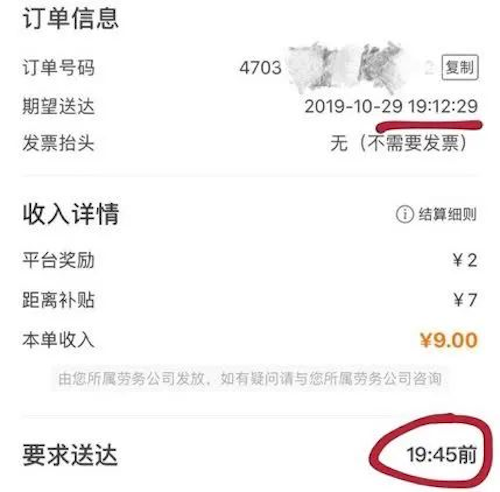 订单信息
订单号码 4703 2 复制
期望送达 2019-10-29 19:12:29
发票抬头 无（不需要发票）
收入详情 结算细则
平台奖励 ¥2
距离补贴 ¥7
本单收入 ¥9.00
由您所属劳务公司发放，如有疑问请与您所属劳务公司咨询
要求送达 19:45前